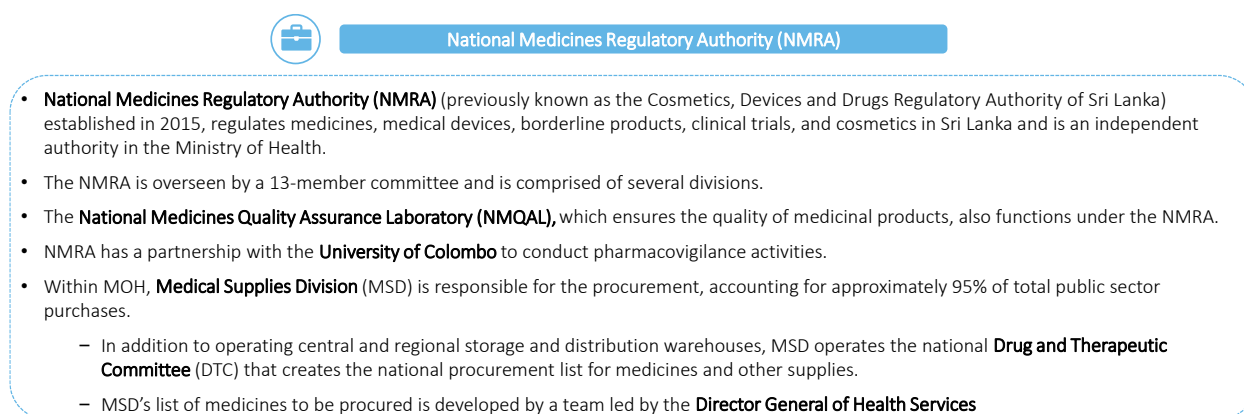 National Medicines Regulatory Authority (NMRA)
• National Medicines Regulatory Authority (NMRA) (previously known as the Cosmetics, Devices and Drugs Regulatory Authority of Sri Lanka)
established in 2015, regulates medicines, medical devices, borderline products, clinical trials, and cosmetics in Sri Lanka and is an independent
authority in the Ministry of Health.
• The NMRA is overseen by a 13-member committee and is comprised of several divisions.
• The National Medicines Quality Assurance Laboratory (NMQAL), which ensures the quality of medicinal products, also functions under the NMRA.
• NMRA has a partnership with the University of Colombo to conduct pharmacovigilance activities.
• Within MOH, Medical Supplies Division (MSD) is responsible for the procurement, accounting for approximately 95% of total public sector
purchases.
– In addition to operating central and regional storage and distribution warehouses, MSD operates the national Drug and Therapeutic
Committee (DTC) that creates the national procurement list for medicines and other supplies.
– MSD's list of medicines to be procured is developed by a team led by the Director General of Health Services